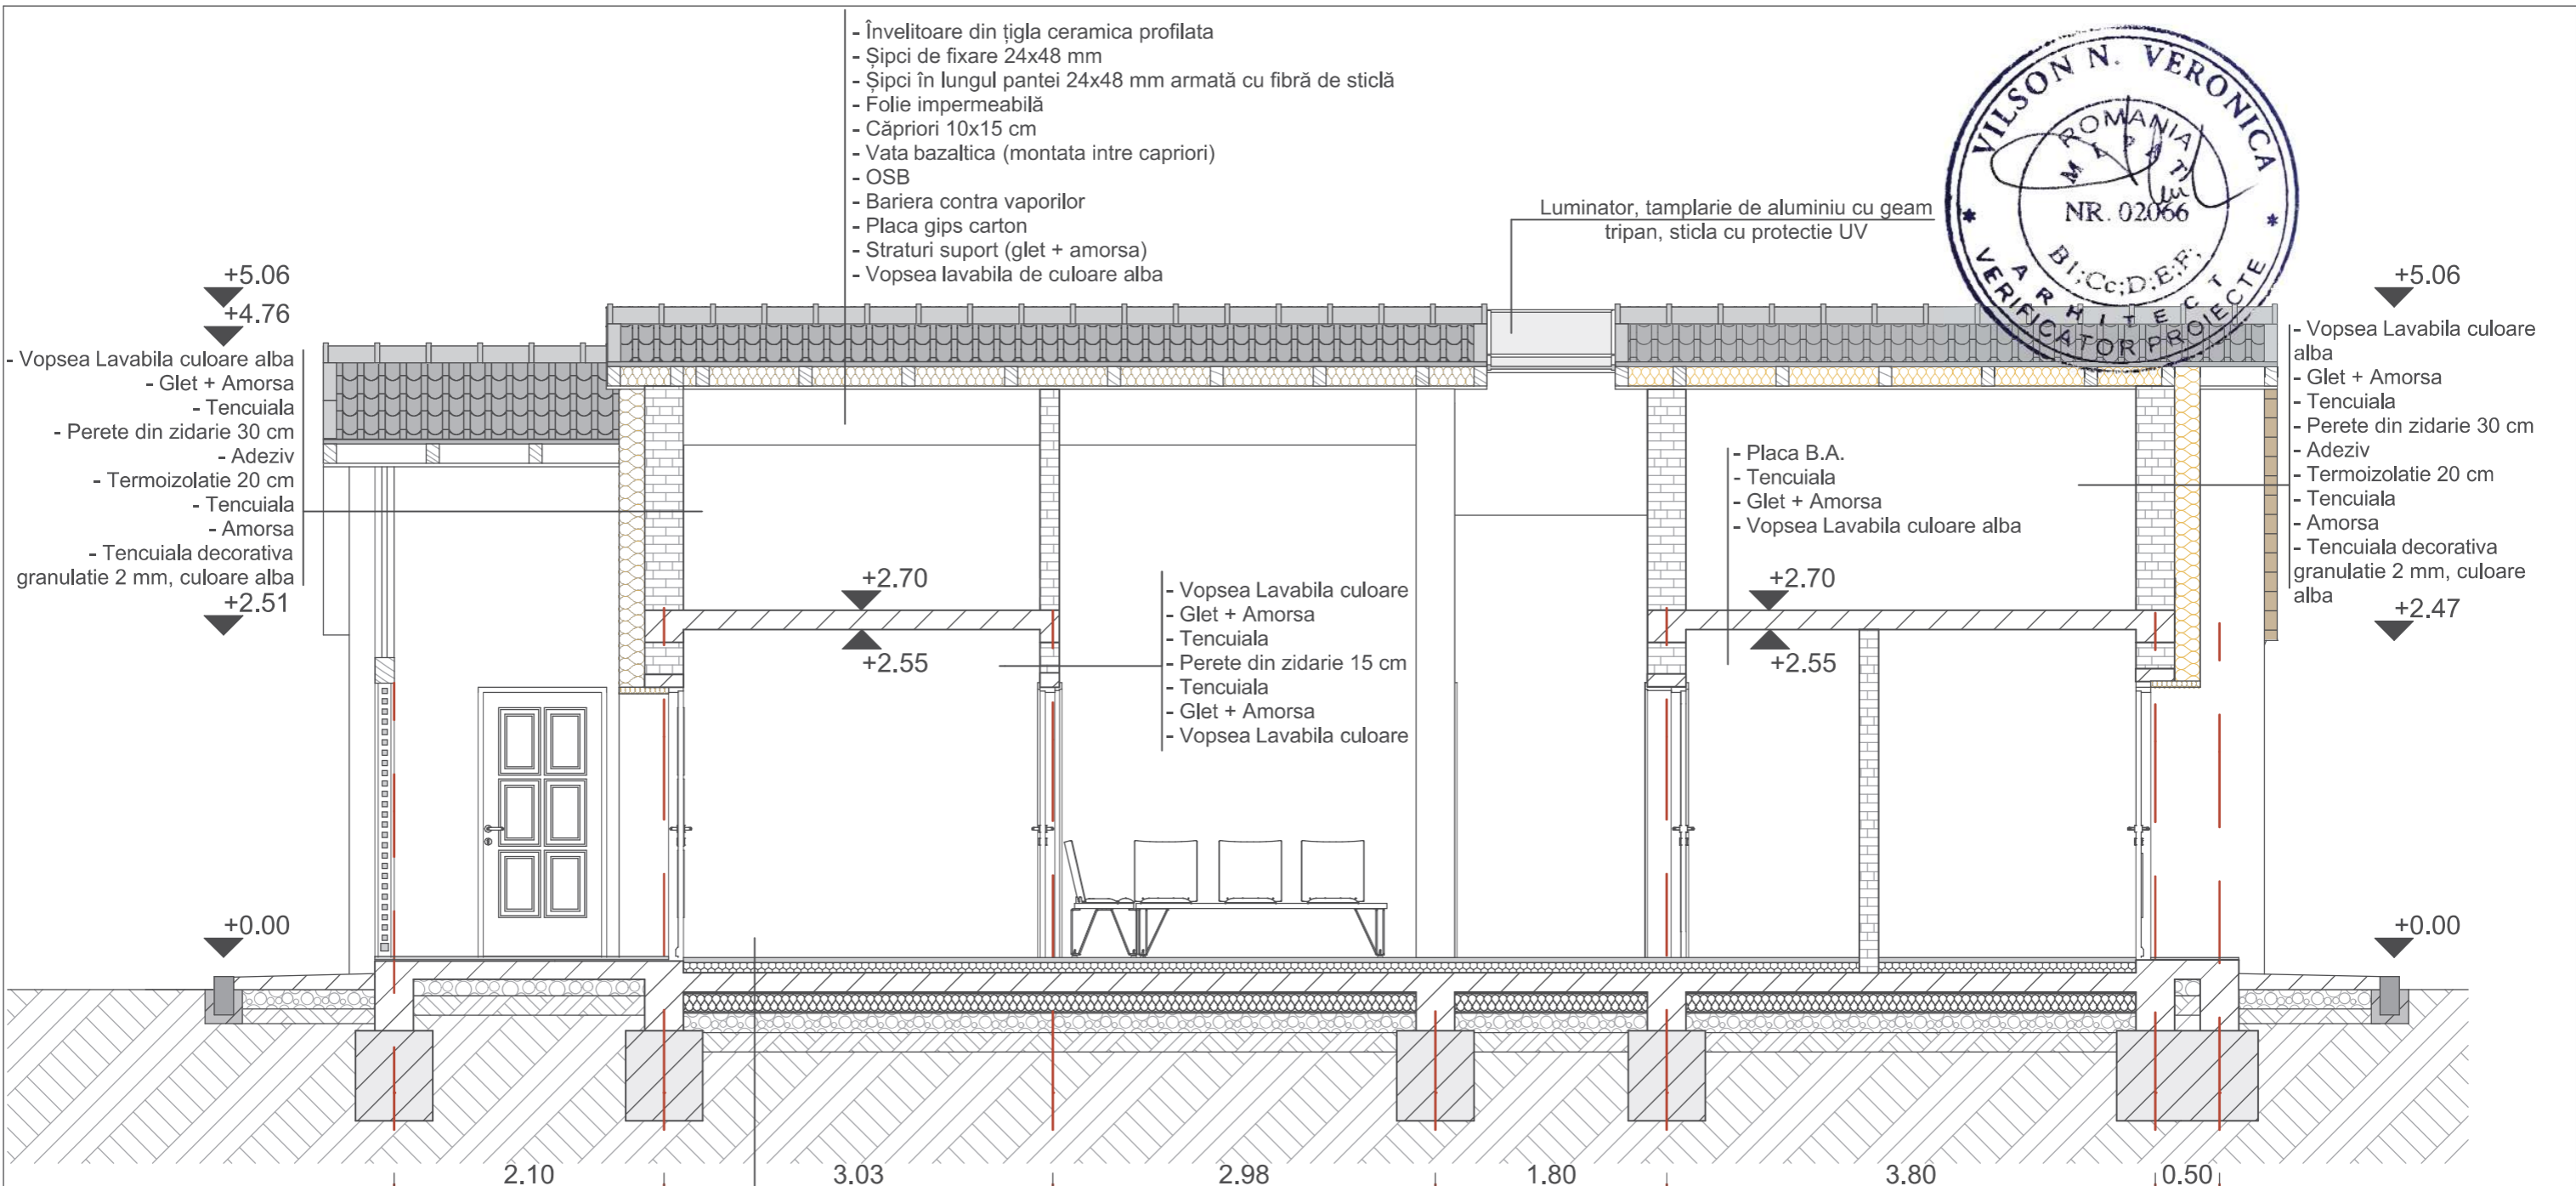 - Învelitoare din țigla ceramica profilata
- Șipci de fixare 24x48 mm
- Șipci în lungul pantei 24x48 mm armată cu fibră de sticlă
- Folie impermeabilă
- Căpriori 10x15 cm
- Vata bazaltica (montata intre capriori)
- OSB
- Bariera contra vaporilor
- Placa gips carton
- Straturi suport (glet + amorsa)
- Vopsea lavabila de culoare alba
Luminator, tamplarie de aluminiu cu geam
tripan, sticla cu protectie UV
VILSON N. VERONICA
ROMANIA
M L P A T
NR. 02066
B1;Cc;D;E;F;
ARHITECT
* VERIFICATOR PROIECTE *
+5.06
+4.76
- Vopsea Lavabila culoare alba
- Glet + Amorsa
- Tencuiala
- Perete din zidarie 30 cm
- Adeziv
- Termoizolatie 20 cm
- Tencuiala
- Amorsa
- Tencuiala decorativa
granulatie 2 mm, culoare alba
+2.51
+0.00
+2.70
+2.55
- Vopsea Lavabila culoare
- Glet + Amorsa
- Tencuiala
- Perete din zidarie 15 cm
- Tencuiala
- Glet + Amorsa
- Vopsea Lavabila culoare
- Placa B.A.
- Tencuiala
- Glet + Amorsa
- Vopsea Lavabila culoare alba
+2.70
+2.55
+5.06
- Vopsea Lavabila culoare
alba
- Glet + Amorsa
- Tencuiala
- Perete din zidarie 30 cm
- Adeziv
- Termoizolatie 20 cm
- Tencuiala
- Amorsa
- Tencuiala decorativa
granulatie 2 mm, culoare
alba
+2.47
+0.00
2.10 3.03 2.98 1.80 3.80 0.50